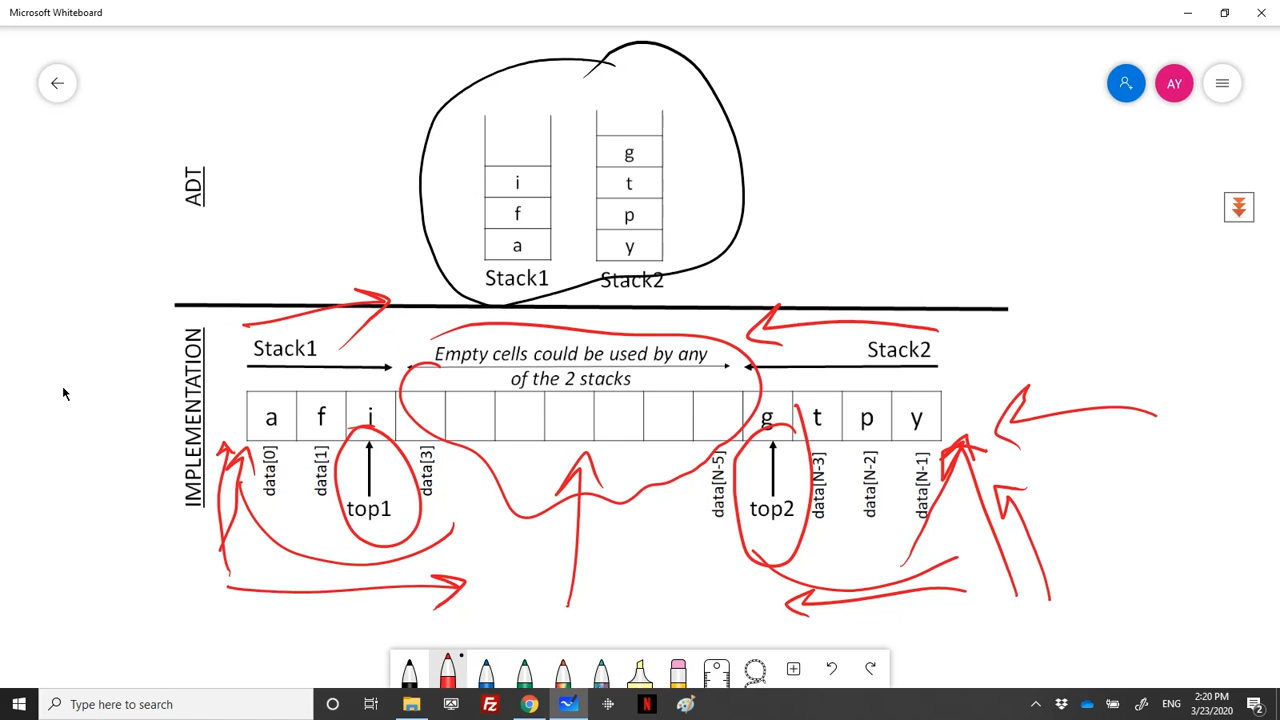 Microsoft Whiteboard
AY
ADT
g
i
t
f
p
a
y
Stack1
Stack2
IMPLEMENTATION
Stack1
Empty cells could be used by any
of the 2 stacks
Stack2
a f i g t p y
data[0]
data[1]
data[3]
data[N-5]
data[N-3]
data[N-2]
data[N-1]
top1
top2
Type here to search
Fz
N
ENG
2:20 PM
3/23/2020
2